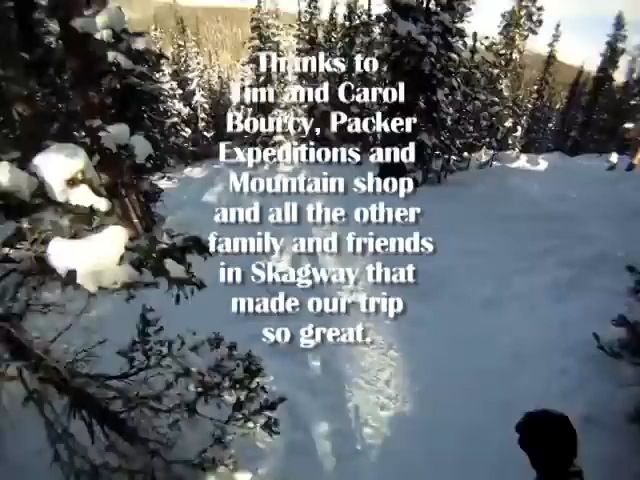 Thanks to
Tim and Carol
Bourcy, Packer
Expeditions and
Mountain shop
and all the other
family and friends
in Skagway that
made our trip
so great.